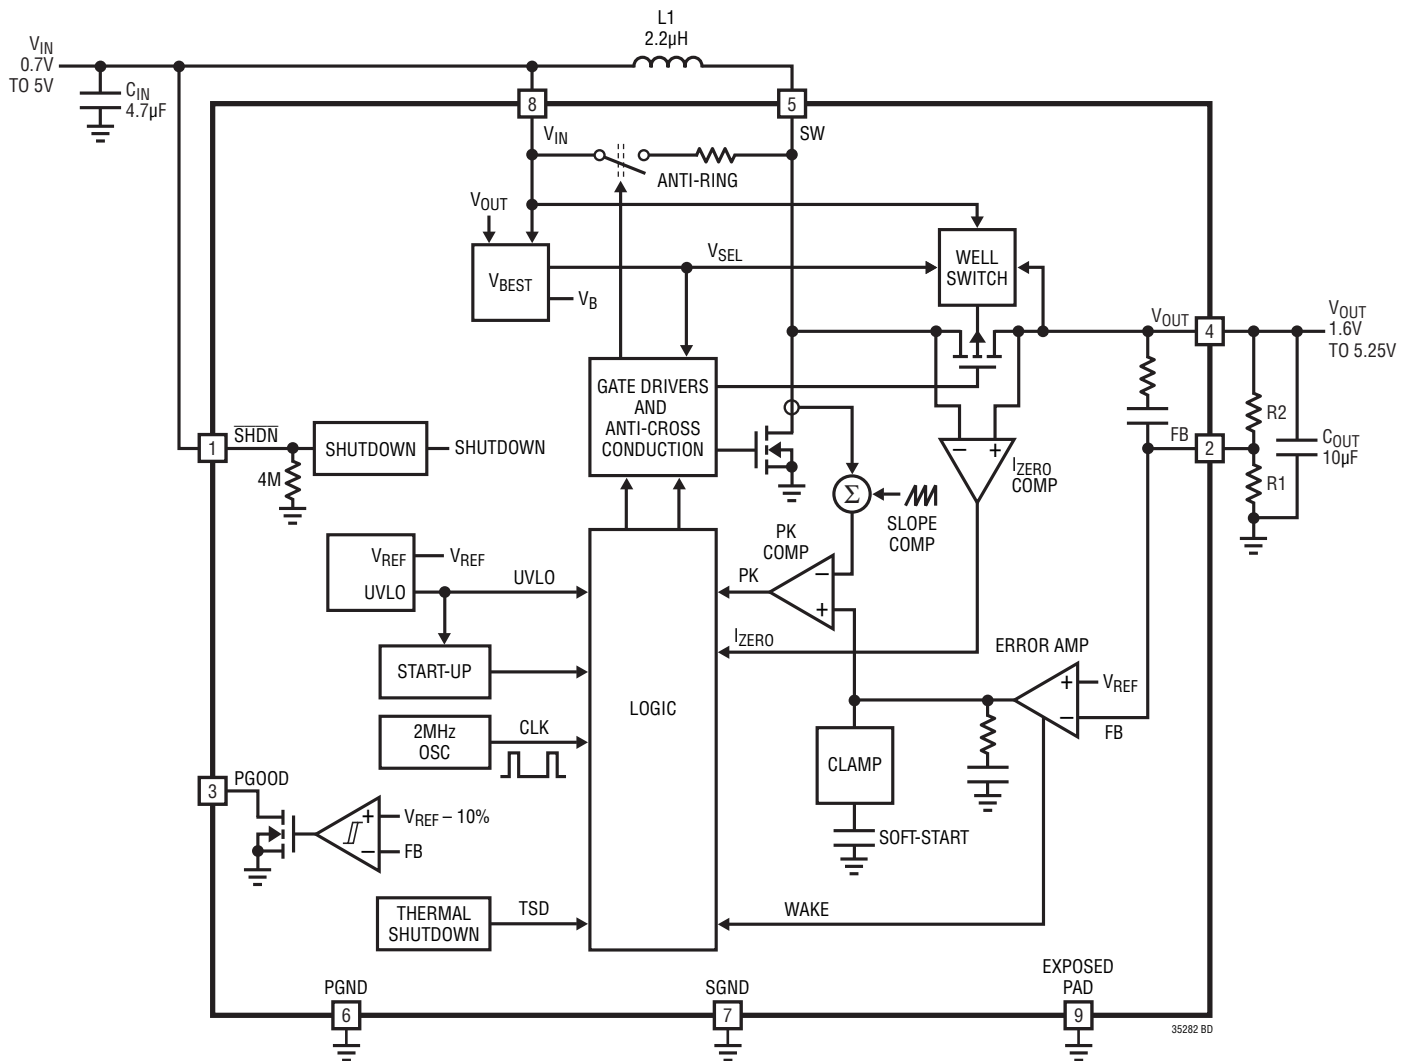 L1
2.2µH
VIN
0.7V
TO 5V
CIN
4.7µF
8
5
VIN
SW
ANTI-RING
VOUT
VBEST
VSEL
VB
WELL
SWITCH
VOUT
4
VOUT
1.6V
TO 5.25V
GATE DRIVERS
AND
ANTI-CROSS
CONDUCTION
1
SHDN
SHUTDOWN
SHUTDOWN
4M
FB
2
R2
R1
COUT
10µF
– +
IZERO
COMP
Σ
SLOPE
COMP
PK
COMP
–
+
PK
VREF
VREF
UVLO
UVLO
IZERO
START-UP
LOGIC
ERROR AMP
+
VREF
–
FB
2MHz
OSC
CLK
CLAMP
SOFT-START
3
PGOOD
+
VREF – 10%
–
FB
THERMAL
SHUTDOWN
TSD
WAKE
PGND
6
SGND
7
EXPOSED
PAD
9
35282 BD